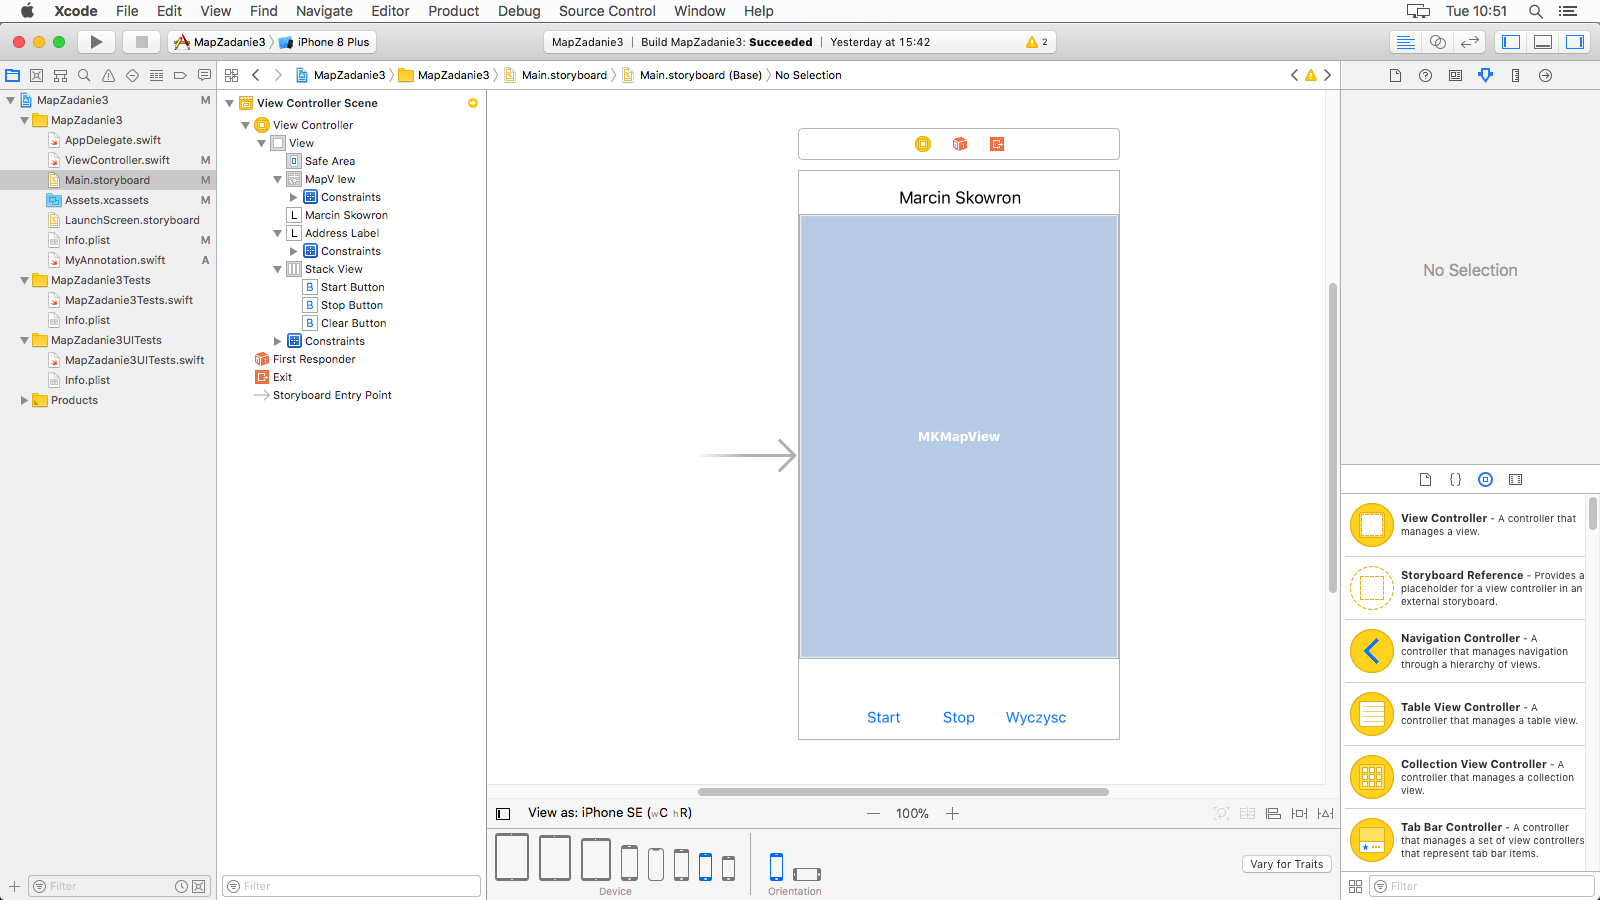 Xcode File Edit View Find Navigate Editor Product Debug Source Control Window Help Tue 10:51
MapZadanie3 iPhone 8 Plus MapZadanie3 | Build MapZadanie3: Succeeded | Yesterday at 15:42 2
MapZadanie3 MapZadanie3 Main.storyboard Main.storyboard (Base) No Selection
MapZadanie3 M
MapZadanie3
AppDelegate.swift
ViewController.swift M
Main.storyboard M
Assets.xcassets M
LaunchScreen.storyboard
Info.plist M
MyAnnotation.swift A
MapZadanie3Tests
MapZadanie3Tests.swift
Info.plist
MapZadanie3UITests
MapZadanie3UITests.swift
Info.plist
Products
Filter
View Controller Scene
View Controller
View
Safe Area
MapV Iew
Constraints
L Marcin Skowron
L Address Label
Constraints
Stack View
B Start Button
B Stop Button
B Clear Button
Constraints
First Responder
Exit
Storyboard Entry Point
Filter
Marcin Skowron
MKMapView
Start Stop Wyczysc
View as: iPhone SE (wC hR) 100%
Device
Orientation
Vary for Traits
No Selection
View Controller - A controller that
manages a view.
Storyboard Reference - Provides a
placeholder for a view controller in an
external storyboard.
Navigation Controller - A
controller that manages navigation
through a hierarchy of views.
Table View Controller - A
controller that manages a table view.
Collection View Controller - A
controller that manages a collection
view.
Tab Bar Controller - A controller
that manages a set of view controllers
that represent tab bar items.
Filter